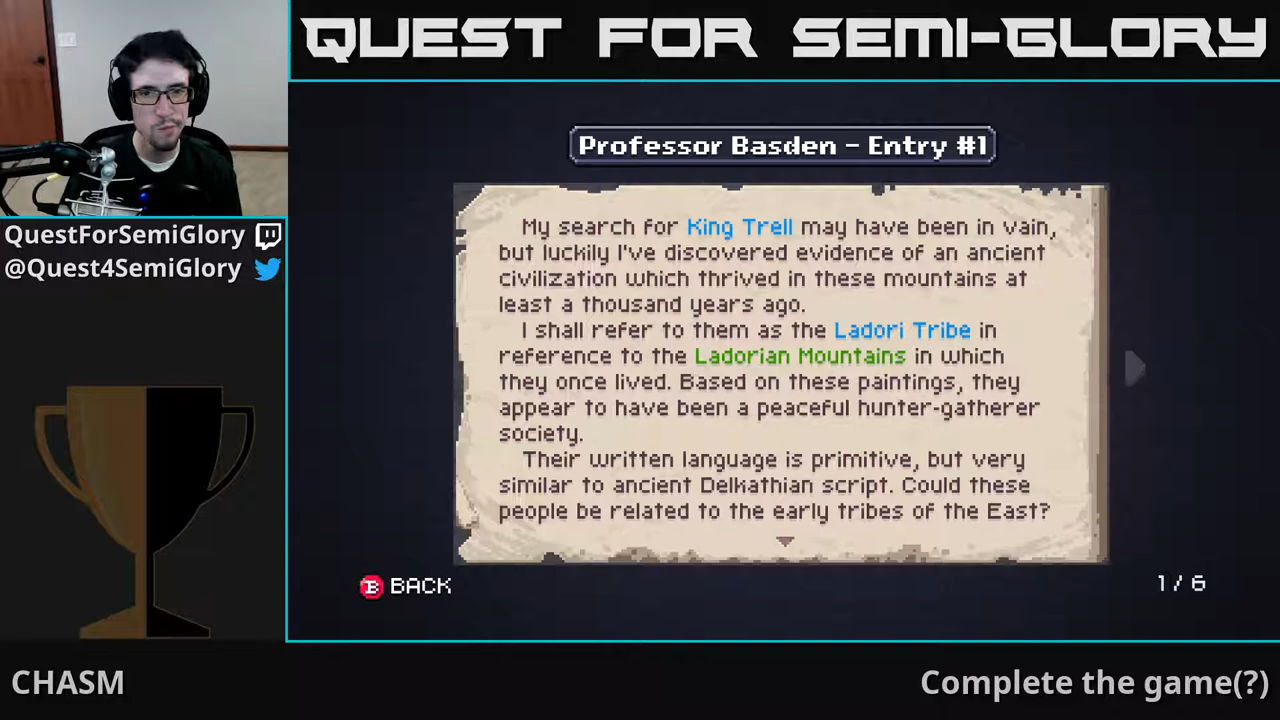 QUEST FOR SEMI-GLORY
QuestForSemiGlory
@Quest4SemiGlory
Professor Basden - Entry #1
My search for King Trell may have been in vain,
but luckily I've discovered evidence of an ancient
civilization which thrived in these mountains at
least a thousand years ago.
I shall refer to them as the Ladori Tribe in
reference to the Ladorian Mountains in which
they once lived. Based on these paintings, they
appear to have been a peaceful hunter-gatherer
society.
Their written language is primitive, but very
similar to ancient Delkathian script. Could these
people be related to the early tribes of the East?
B BACK
1 / 6
CHASM
Complete the game(?)